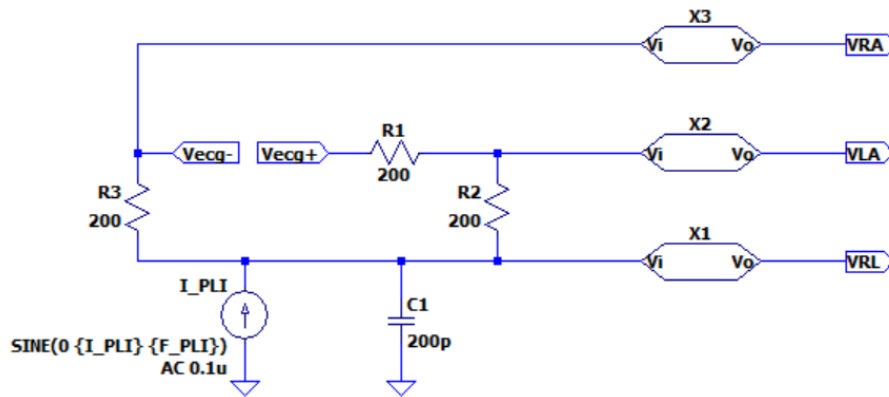 X3
Vi Vo
VRA
R1
X2
Vecg- Vecg+
Vi Vo
VLA
200
R3
R2
200
200
X1
Vi Vo
VRL
I_PLI
C1
200p
SINE(0 {I_PLI} {F_PLI})
AC 0.1u